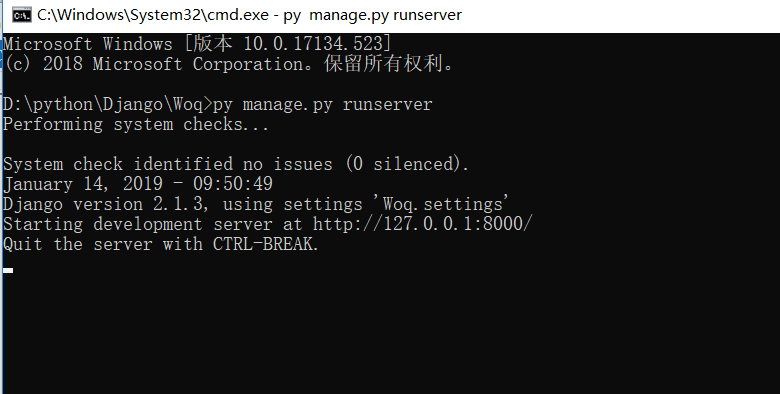 C:\Windows\System32\cmd.exe - py  manage.py runserver
Microsoft Windows [版本 10.0.17134.523]
(c) 2018 Microsoft Corporation。保留所有权利。
D:\python\Django\Woq>py manage.py runserver
Performing system checks...
System check identified no issues (0 silenced).
January 14, 2019 - 09:50:49
Django version 2.1.3, using settings 'Woq.settings'
Starting development server at http://127.0.0.1:8000/
Quit the server with CTRL-BREAK.